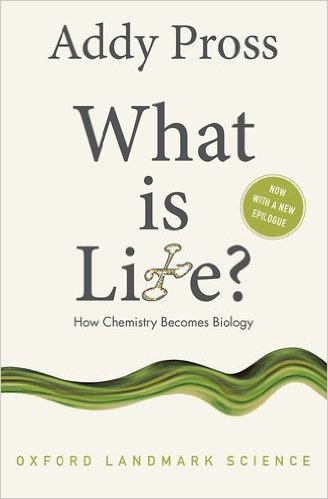 Addy Pross
What
is
Life?
NOW
WITH A NEW
EPILOGUE
How Chemistry Becomes Biology
OXFORD LANDMARK SCIENCE